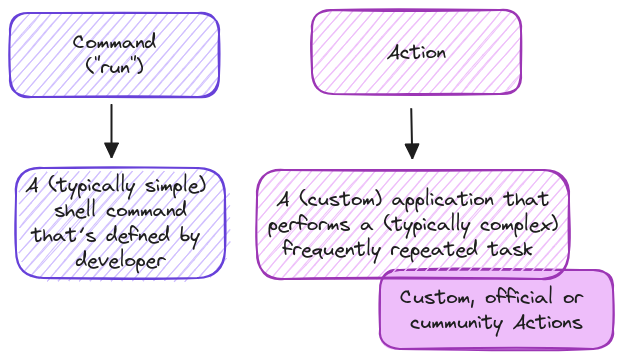 Command
("run")
Action
A (typically simple)
shell command
that's defned by
developer
A (custom) application that
performs a (typically complex)
frequently repeated task
Custom, official or
cummunity Actions